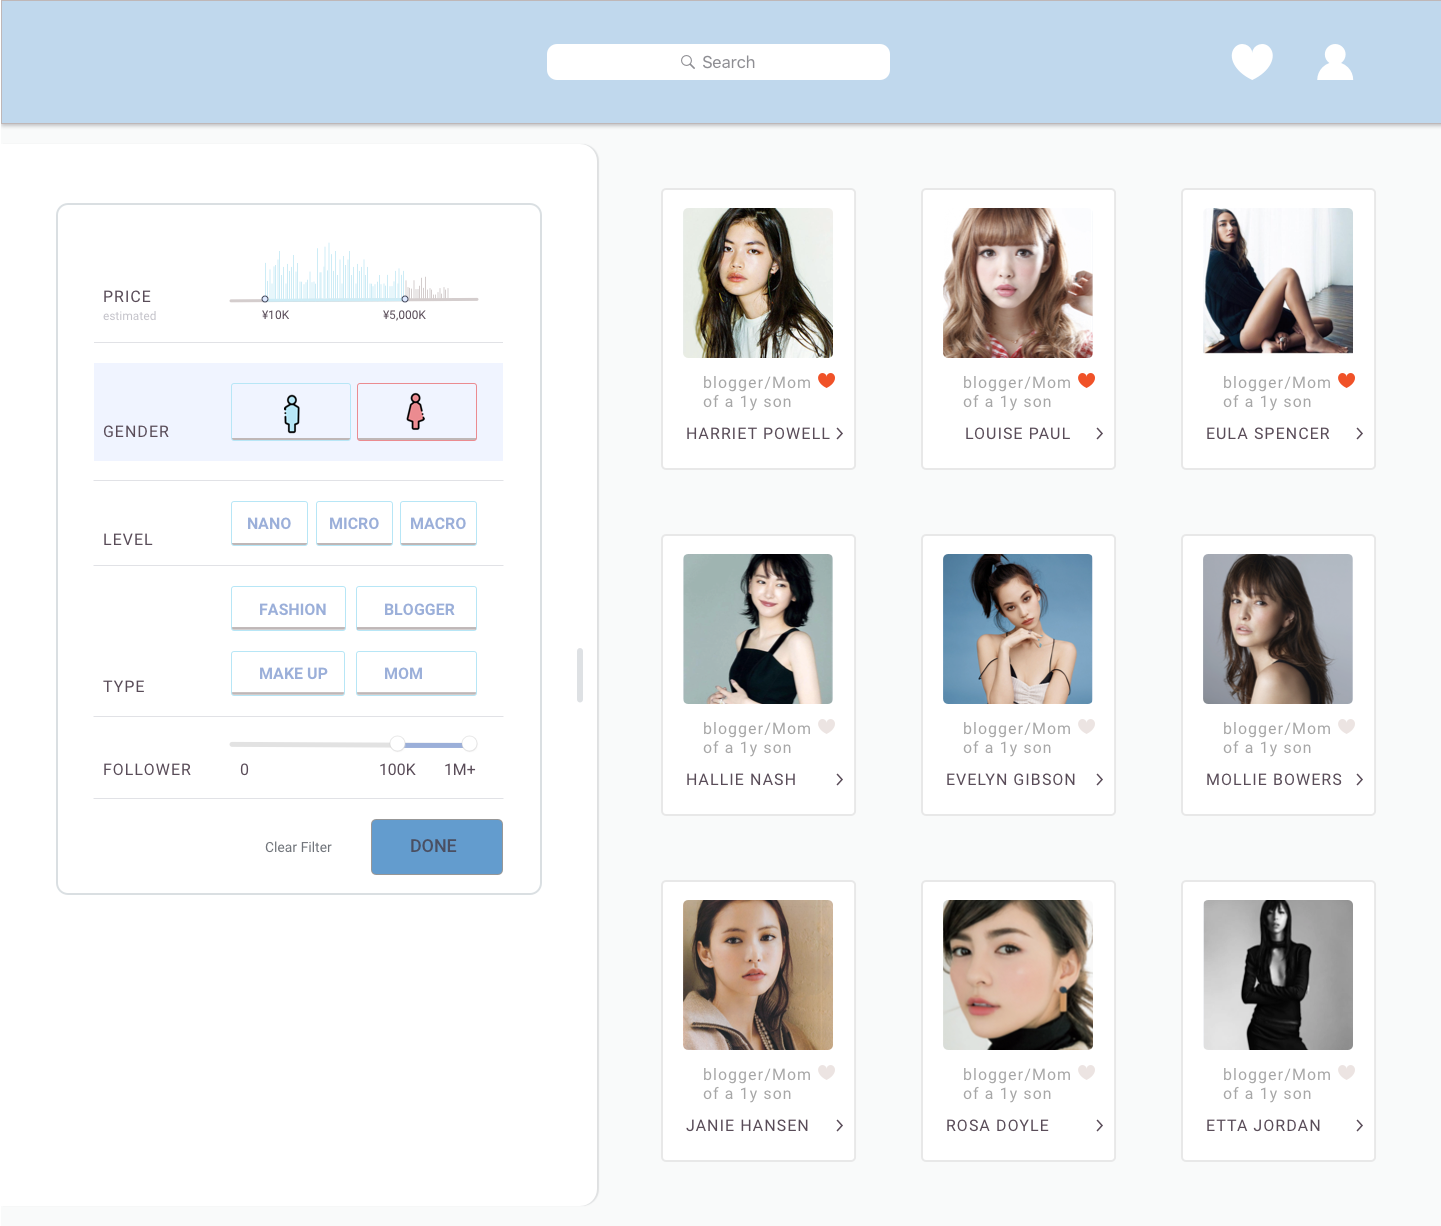 Search
PRICE
estimated
¥10K
¥5,000K
GENDER
LEVEL
NANO
MICRO
MACRO
FASHION
BLOGGER
TYPE
MAKE UP
MOM
FOLLOWER
0
100K
1M+
Clear Filter
DONE
blogger/Mom
of a 1y son
HARRIET POWELL
blogger/Mom
of a 1y son
LOUISE PAUL
blogger/Mom
of a 1y son
EULA SPENCER
blogger/Mom
of a 1y son
HALLIE NASH
blogger/Mom
of a 1y son
EVELYN GIBSON
blogger/Mom
of a 1y son
MOLLIE BOWERS
blogger/Mom
of a 1y son
JANIE HANSEN
blogger/Mom
of a 1y son
ROSA DOYLE
blogger/Mom
of a 1y son
ETTA JORDAN